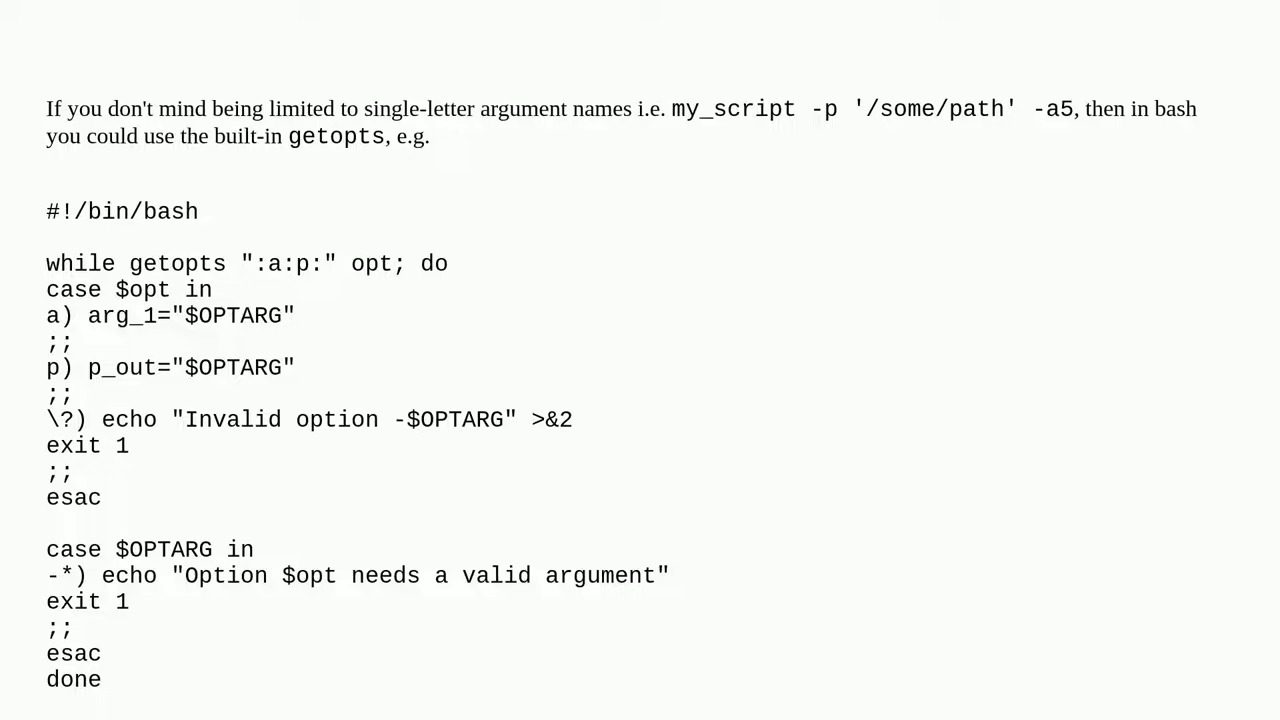 If you don't mind being limited to single-letter argument names i.e. my_script -p '/some/path' -a5, then in bash
you could use the built-in getopts, e.g.
#!/bin/bash
while getopts ":a:p:" opt; do
case $opt in
a) arg_1="$OPTARG"
;;
p) p_out="$OPTARG"
;;
\?) echo "Invalid option -$OPTARG" >&2
exit 1
;;
esac
case $OPTARG in
-*) echo "Option $opt needs a valid argument"
exit 1
;;
esac
done